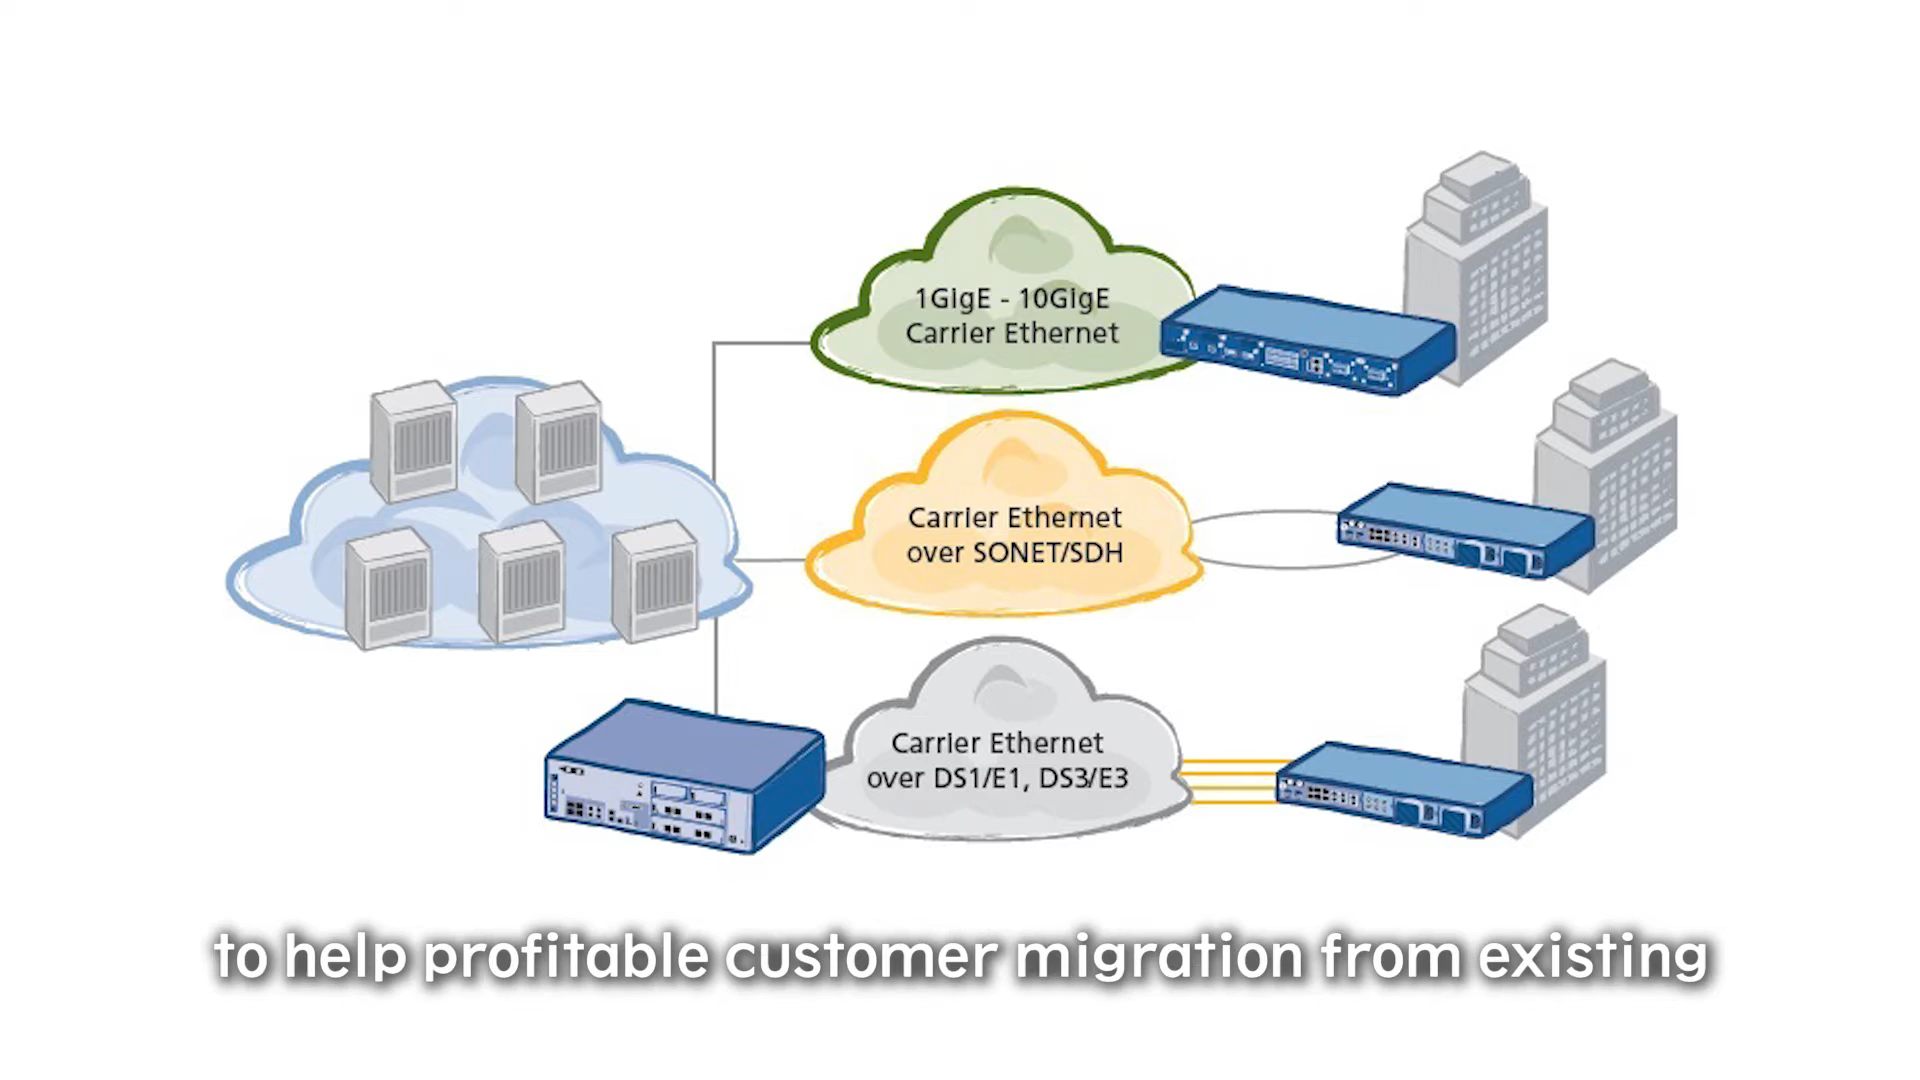 1GigE - 10GigE
Carrier Ethernet
Carrier Ethernet
over SONET/SDH
Carrier Ethernet
over DS1/E1, DS3/E3
to help profitable customer migration from existing